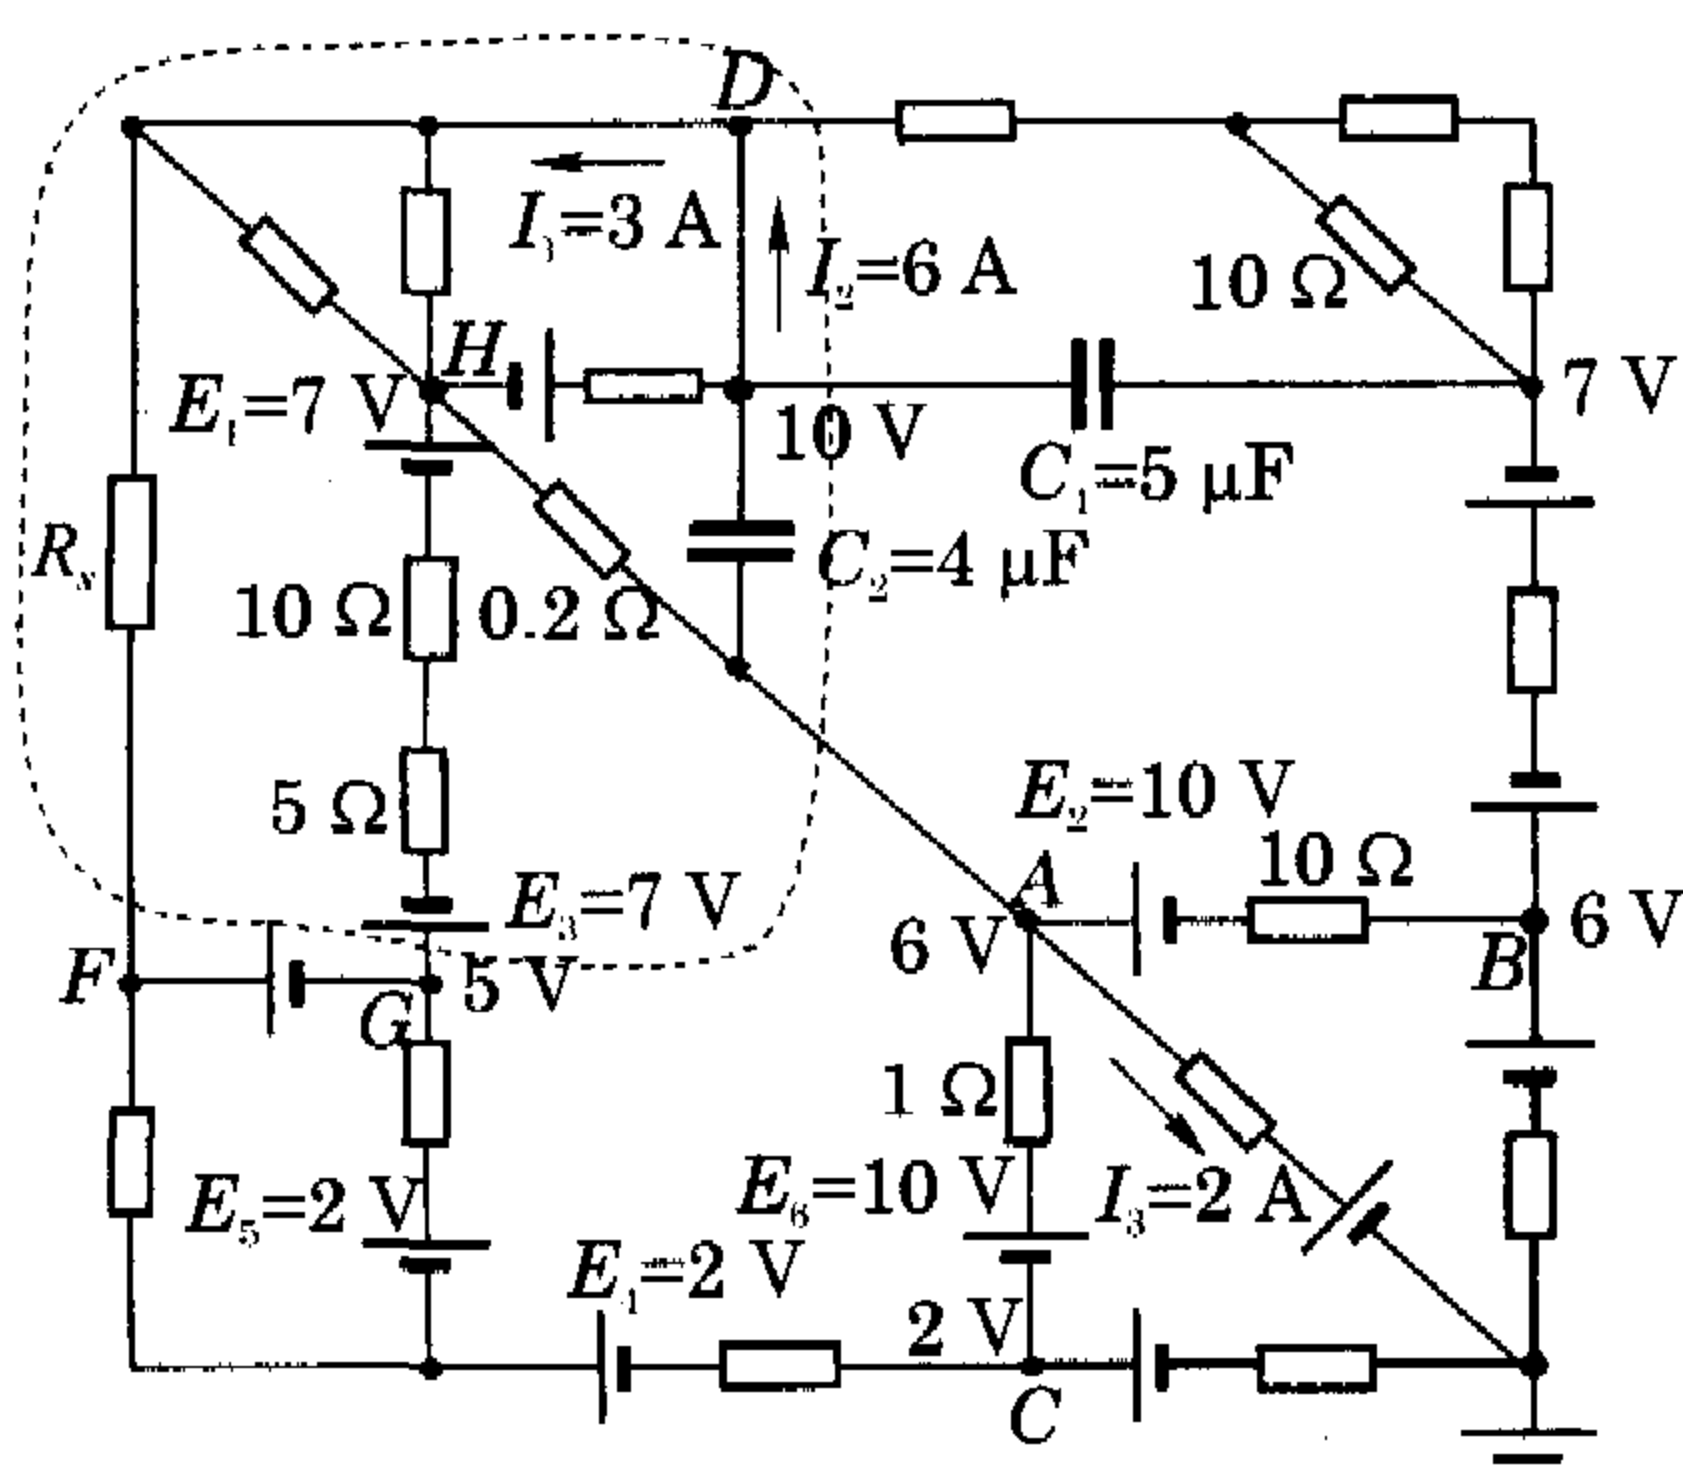 D
I₁=3 A
I₂=6 A
10 Ω
H
E₁=7 V
10 V
7 V
C₁=5 μF
Rₓ
C₂=4 μF
10 Ω
0.2 Ω
5 Ω
E₂=10 V
10 Ω
E₃=7 V
A
6 V
6 V
B
F
5 V
G
1 Ω
E₅=2 V
E₆=10 V
I₃=2 A
E₄=2 V
2 V
C